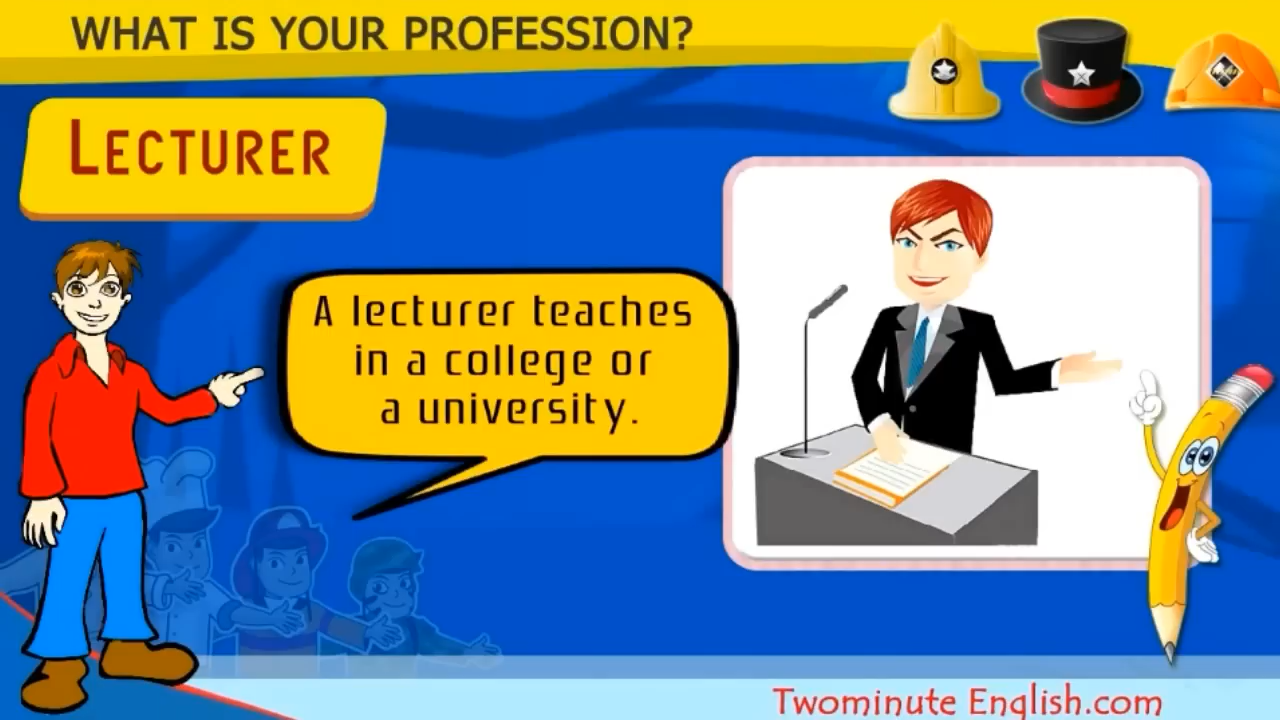 WHAT IS YOUR PROFESSION?
LECTURER
A lecturer teaches
in a college or
a university.
Twominute English.com